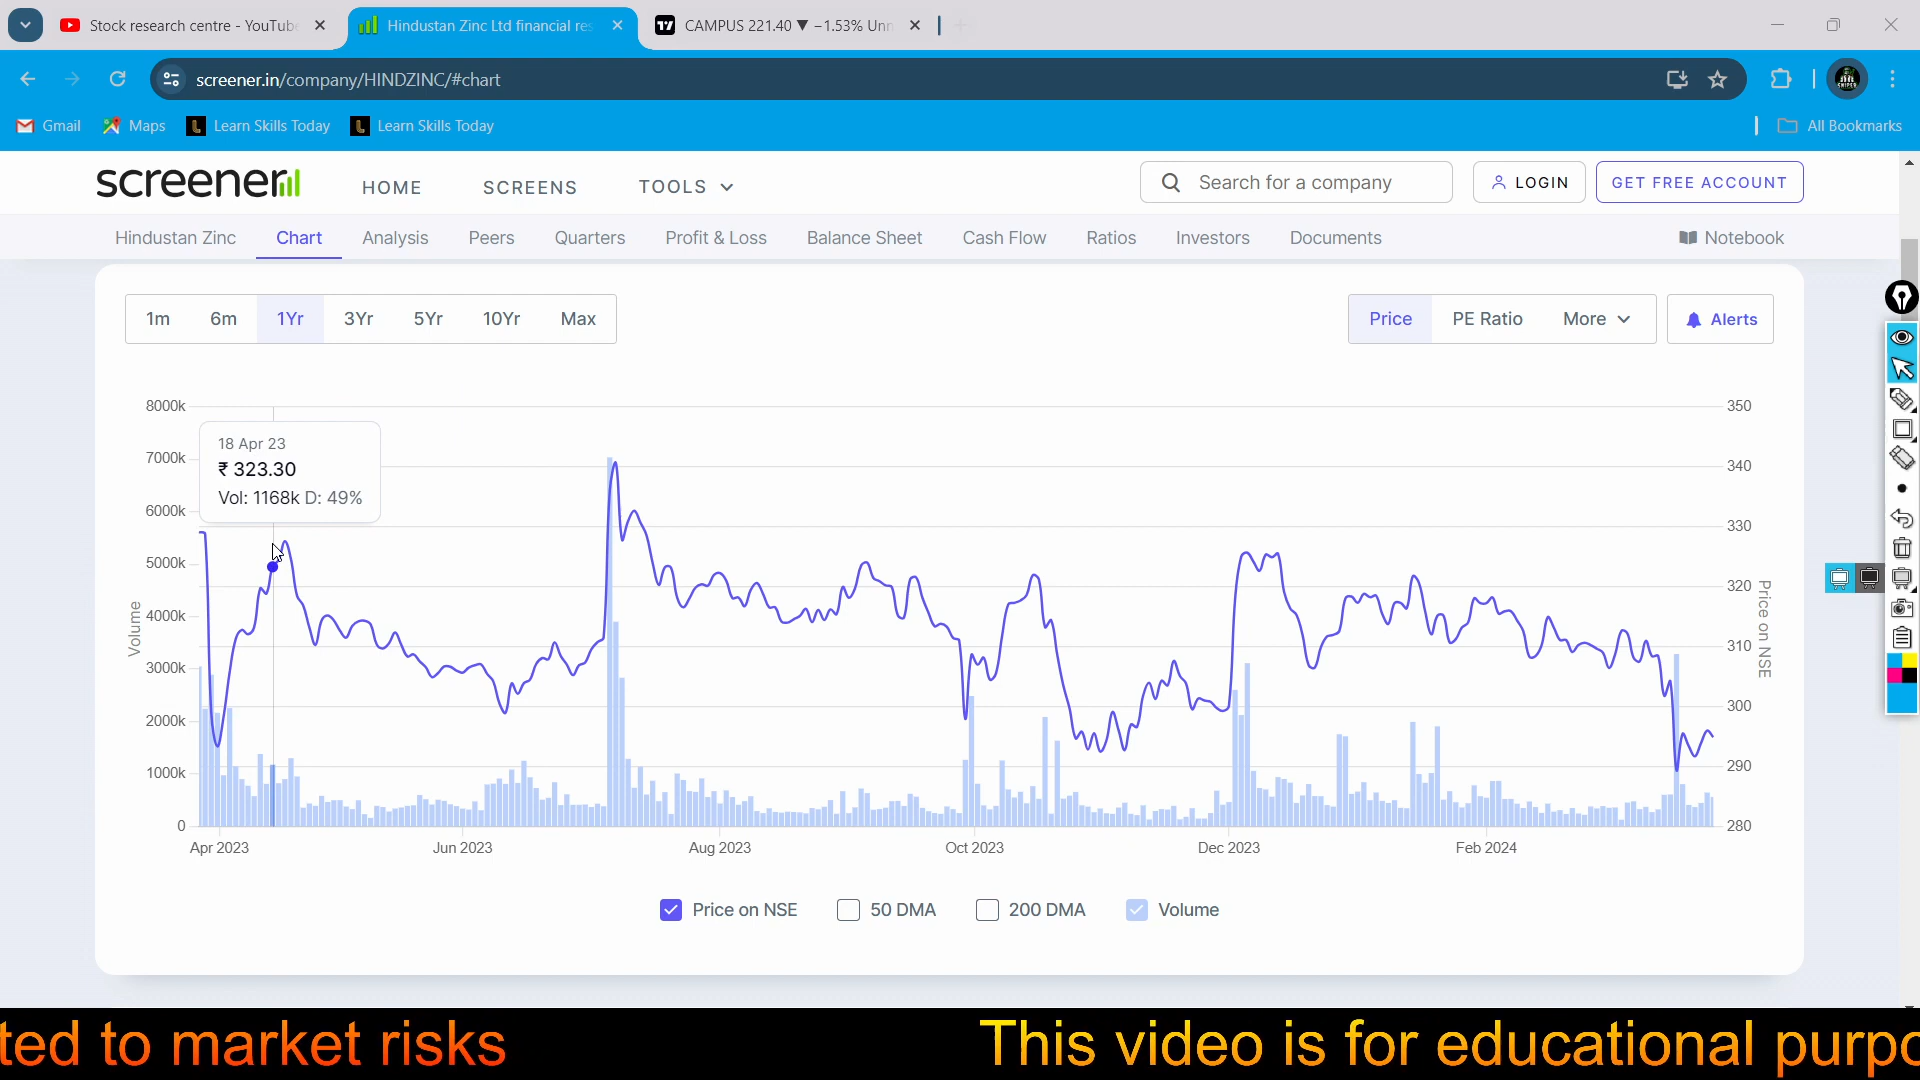 Stock research centre - YouTub
Hindustan Zinc Ltd financial res
CAMPUS 221.40 ▼ −1.53% Unn
screener.in/company/HINDZINC/#chart
Gmail
Maps
Learn Skills Today
Learn Skills Today
All Bookmarks
screener
HOME
SCREENS
TOOLS
Search for a company
LOGIN
GET FREE ACCOUNT
Hindustan Zinc
Chart
Analysis
Peers
Quarters
Profit & Loss
Balance Sheet
Cash Flow
Ratios
Investors
Documents
Notebook
1m
6m
1Yr
3Yr
5Yr
10Yr
Max
Price
PE Ratio
More
Alerts
8000k
7000k
6000k
5000k
4000k
3000k
2000k
1000k
0
Volume
18 Apr 23
₹ 323.30
Vol: 1168k D: 49%
350
340
330
320
310
300
290
280
Price on NSE
Apr 2023
Jun 2023
Aug 2023
Oct 2023
Dec 2023
Feb 2024
Price on NSE
50 DMA
200 DMA
Volume
ted to market risks
This video is for educational purpo